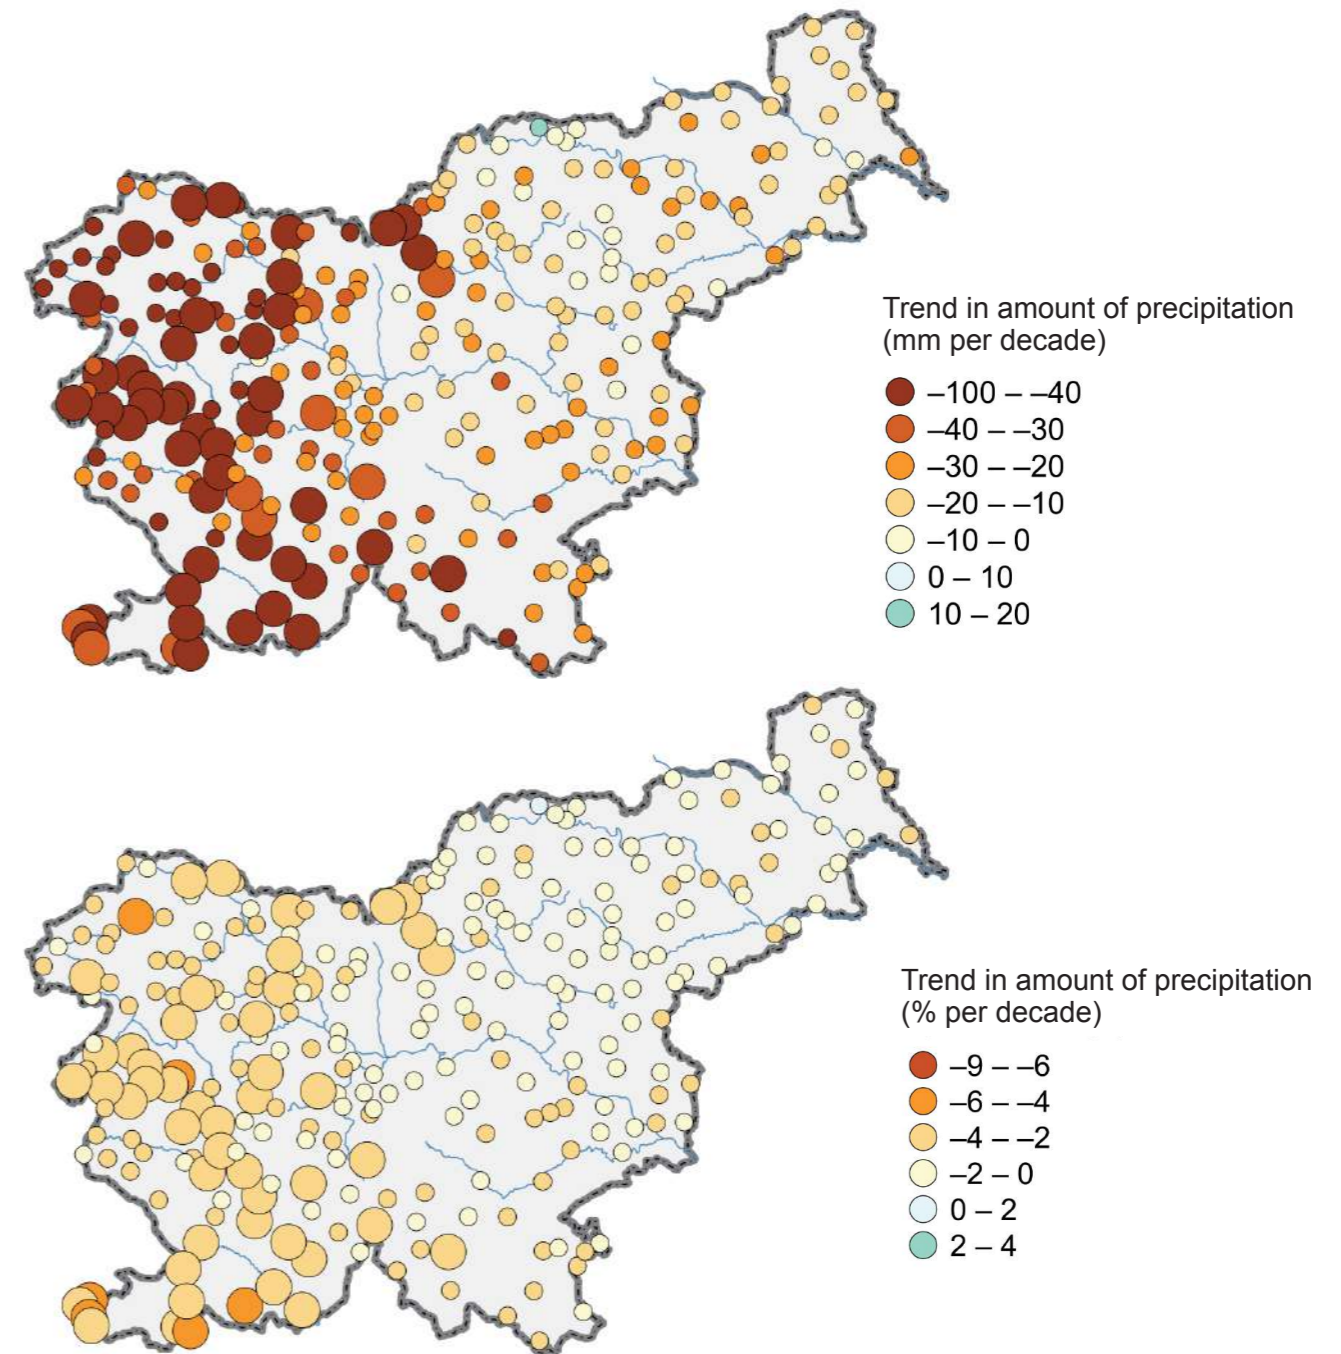 Trend in amount of precipitation
(mm per decade)
–100 – –40
–40 – –30
–30 – –20
–20 – –10
–10 – 0
0 – 10
10 – 20
Trend in amount of precipitation
(% per decade)
–9 – –6
–6 – –4
–4 – –2
–2 – 0
0 – 2
2 – 4